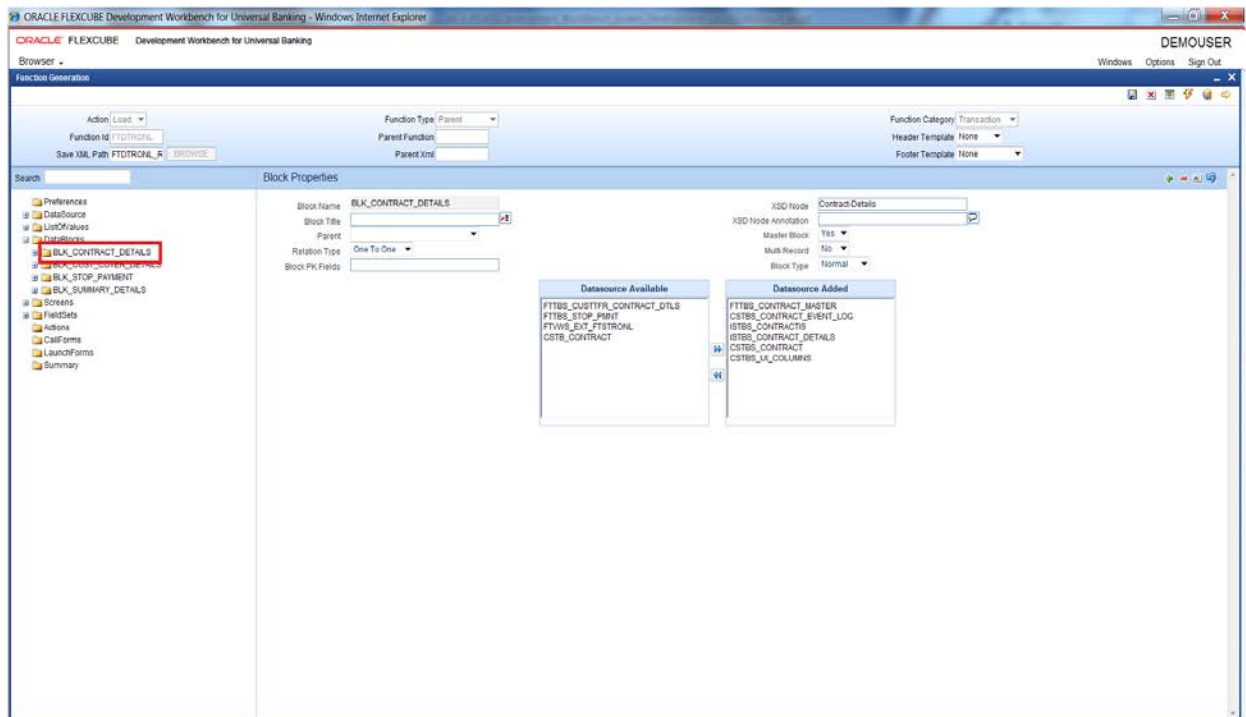 ORACLE FLEXCUBE Development Workbench for Universal Banking - Windows Internet Explorer
ORACLE FLEXCUBE Development Workbench for Universal Banking
DEMOUSER
Browser
Windows Options Sign Out
Function Generation
Action Load
Function Type Parent
Function Category Transaction
Function Id FTDTRONL
Parent Function
Header Template None
Save XML Path FTDTRONL_R BROWSE
Parent Xml
Footer Template None
Search
Block Properties
Preferences
DataSource
ListOfValues
DataBlocks
BLK_CONTRACT_DETAILS
BLK_CUST_COVER_DETAILS
BLK_STOP_PAYMENT
BLK_SUMMARY_DETAILS
Screens
FieldSets
Actions
CallForms
LaunchForms
Summary
Block Name BLK_CONTRACT_DETAILS
XSD Node Contract-Details
Block Title
XSD Node Annotation
Parent
Master Block Yes
Relation Type One To One
Multi Record No
Block PK Fields
Block Type Normal
Datasource Available
FTTBS_CUSTTFR_CONTRACT_DTLS
FTTBS_STOP_PMNT
FTVWS_EXT_FTSTRONL
CSTB_CONTRACT
Datasource Added
FTTBS_CONTRACT_MASTER
CSTBS_CONTRACT_EVENT_LOG
ISTBS_CONTRACTIS
ISTBS_CONTRACT_DETAILS
CSTBS_CONTRACT
CSTBS_UI_COLUMNS